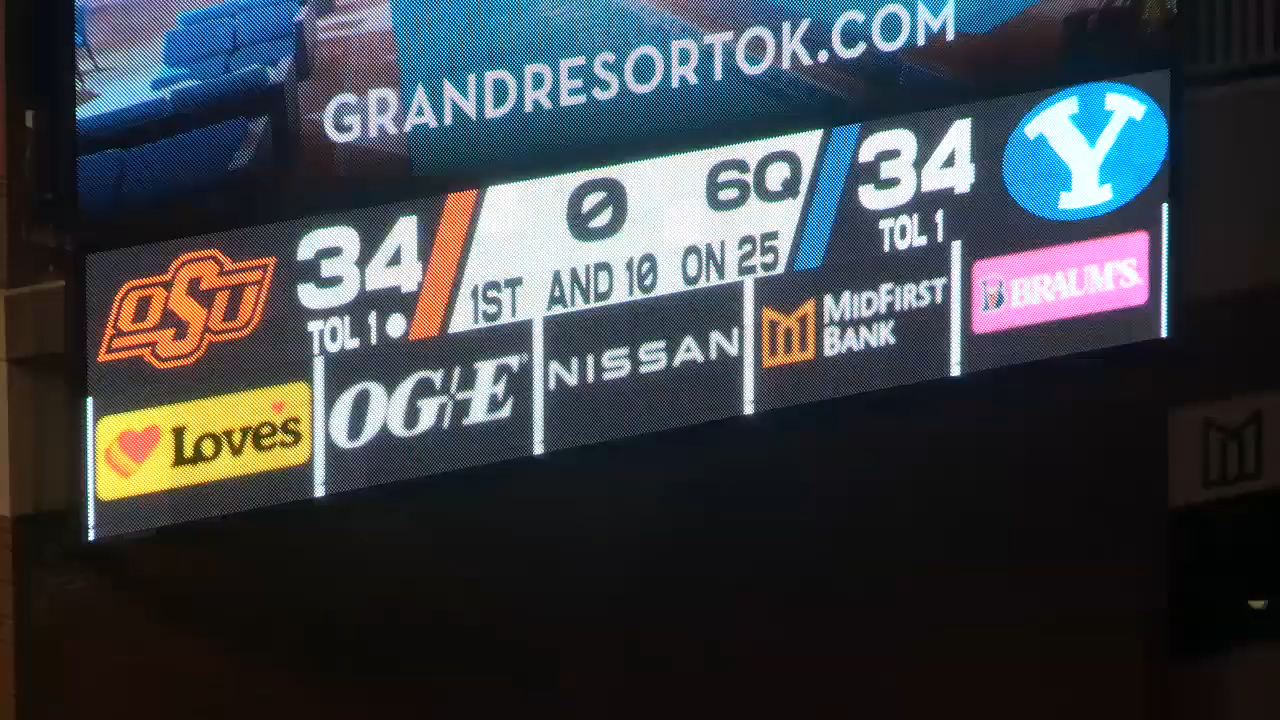 GRANDRESORTOK.COM
OSU 34 0 6Q 34 Y
TOL 1 1ST AND 10 ON 25 TOL 1
Love's OG+E NISSAN MIDFIRST BANK B BRAUM'S